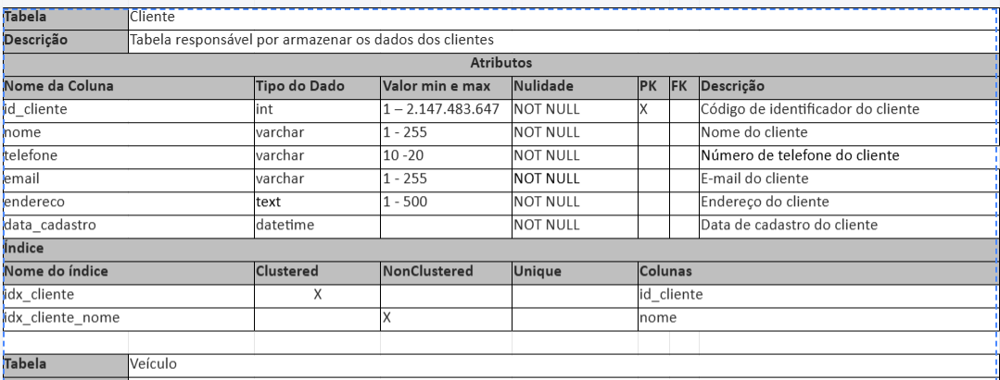 Tabela Cliente
Descrição Tabela responsável por armazenar os dados dos clientes
Atributos
Nome da Coluna Tipo do Dado Valor min e max Nulidade PK FK Descrição
id_cliente int 1 – 2.147.483.647 NOT NULL X Código de identificador do cliente
nome varchar 1 - 255 NOT NULL Nome do cliente
telefone varchar 10 -20 NOT NULL Número de telefone do cliente
email varchar 1 - 255 NOT NULL E-mail do cliente
endereco text 1 - 500 NOT NULL Endereço do cliente
data_cadastro datetime NOT NULL Data de cadastro do cliente
Índice
Nome do índice Clustered NonClustered Unique Colunas
idx_cliente X id_cliente
idx_cliente_nome X nome
Tabela Veículo